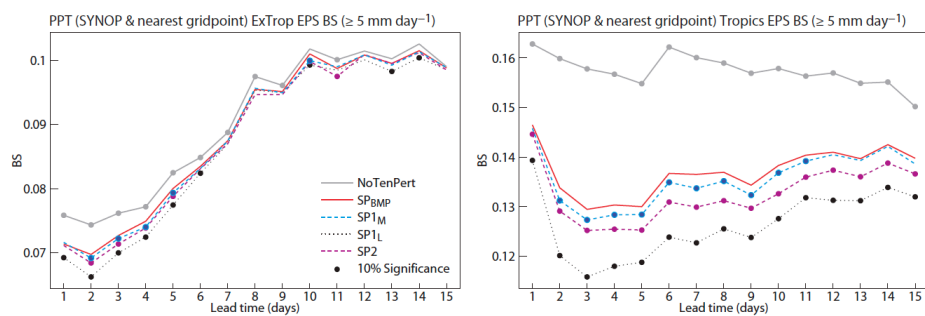 PPT (SYNOP & nearest gridpoint) ExTrop EPS BS (≥ 5 mm day⁻¹)
0.1
0.09
0.08
0.07
BS
NoTenPert
SP_BMP
SP1_M
SP1_L
SP2
10% Significance
1 2 3 4 5 6 7 8 9 10 11 12 13 14 15
Lead time (days)
PPT (SYNOP & nearest gridpoint) Tropics EPS BS (≥ 5 mm day⁻¹)
0.16
0.15
0.14
0.13
0.12
BS
1 2 3 4 5 6 7 8 9 10 11 12 13 14 15
Lead time (days)